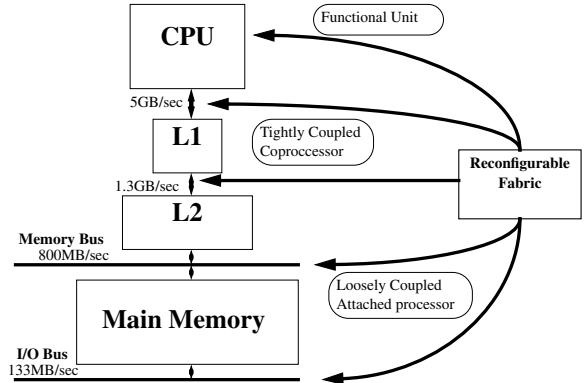 CPU
Functional Unit
5GB/sec
L1
Tightly Coupled
Coproccessor
Reconfigurable
Fabric
1.3GB/sec
L2
Memory Bus
800MB/sec
Loosely Coupled
Attached processor
Main Memory
I/O Bus
133MB/sec